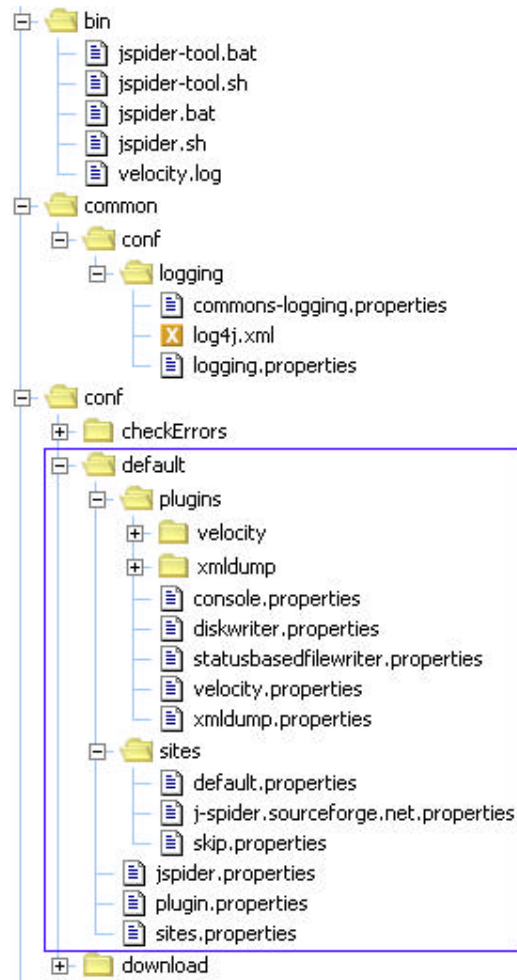 bin
jspider-tool.bat
jspider-tool.sh
jspider.bat
jspider.sh
velocity.log
common
conf
logging
commons-logging.properties
log4j.xml
logging.properties
conf
checkErrors
default
plugins
velocity
xmldump
console.properties
diskwriter.properties
statusbasedfilewriter.properties
velocity.properties
xmldump.properties
sites
default.properties
j-spider.sourceforge.net.properties
skip.properties
jspider.properties
plugin.properties
sites.properties
download